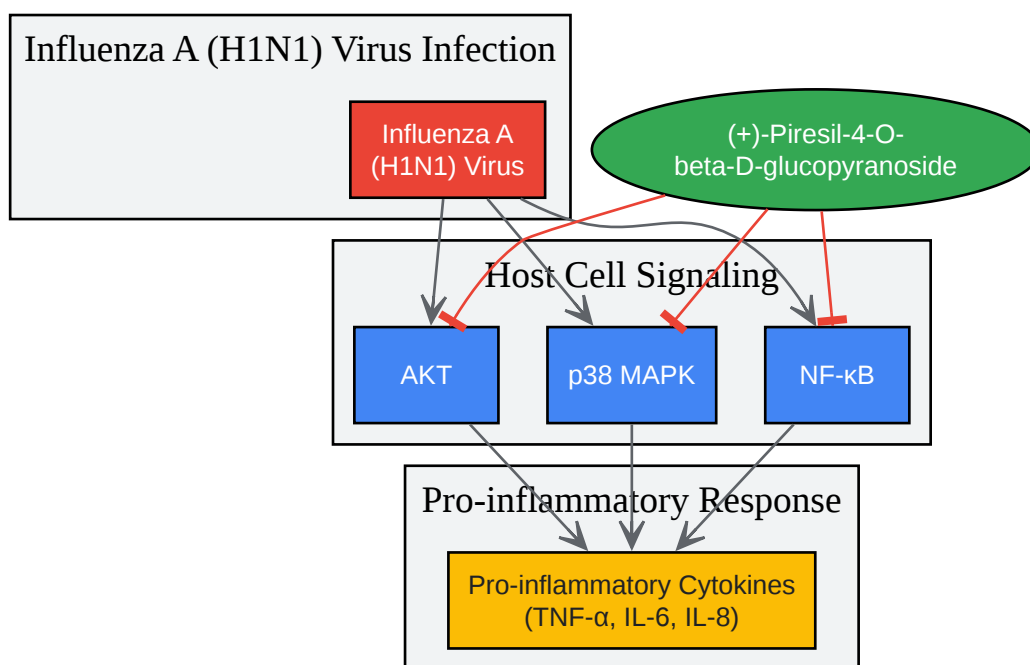 Influenza A (H1N1) Virus Infection
Influenza A
(H1N1) Virus
(+)-Piresil-4-O-
beta-D-glucopyranoside
Host Cell Signaling
AKT
p38 MAPK
NF-κB
Pro-inflammatory Response
Pro-inflammatory Cytokines
(TNF-α, IL-6, IL-8)